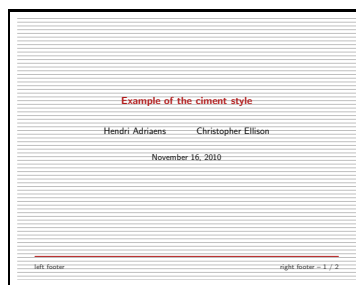 Example of the ciment style
Hendri Adriaens Christopher Ellison
November 16, 2010
left footer right footer – 1 / 2